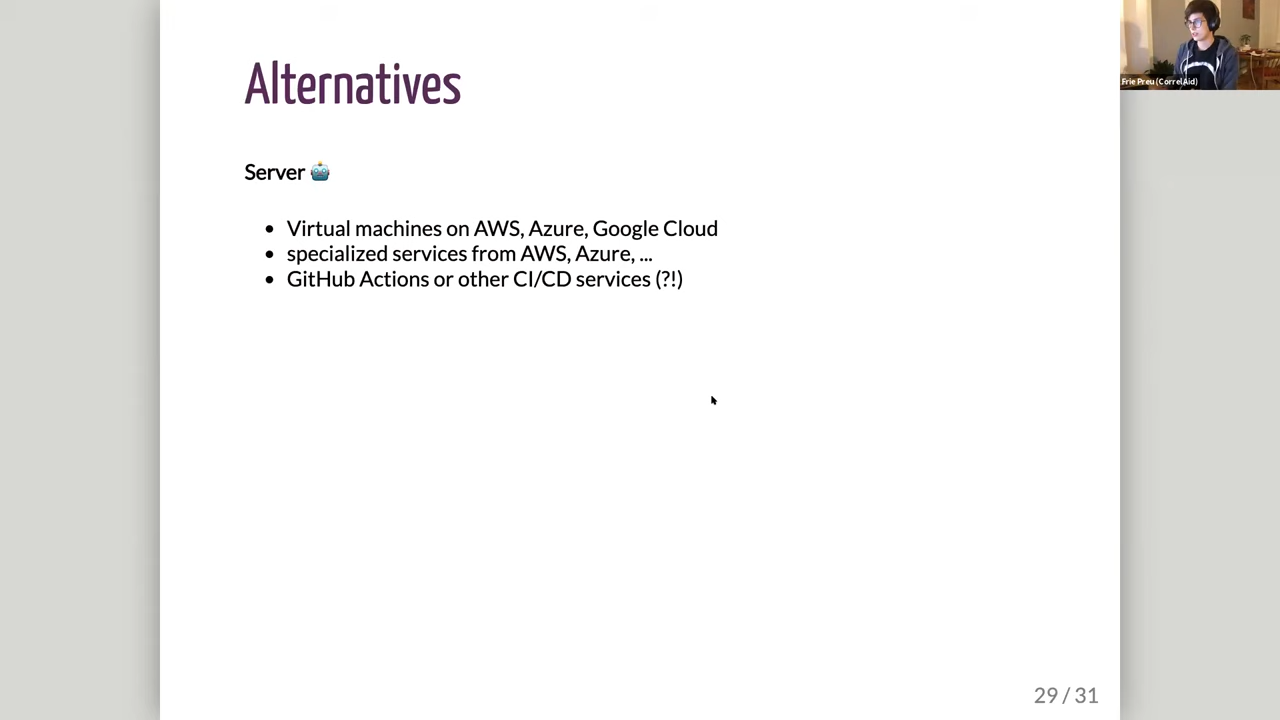 Alternatives
Frie Preu (CorrelAid)
Server 🤖
• Virtual machines on AWS, Azure, Google Cloud
• specialized services from AWS, Azure, ...
• GitHub Actions or other CI/CD services (?!)
29 / 31